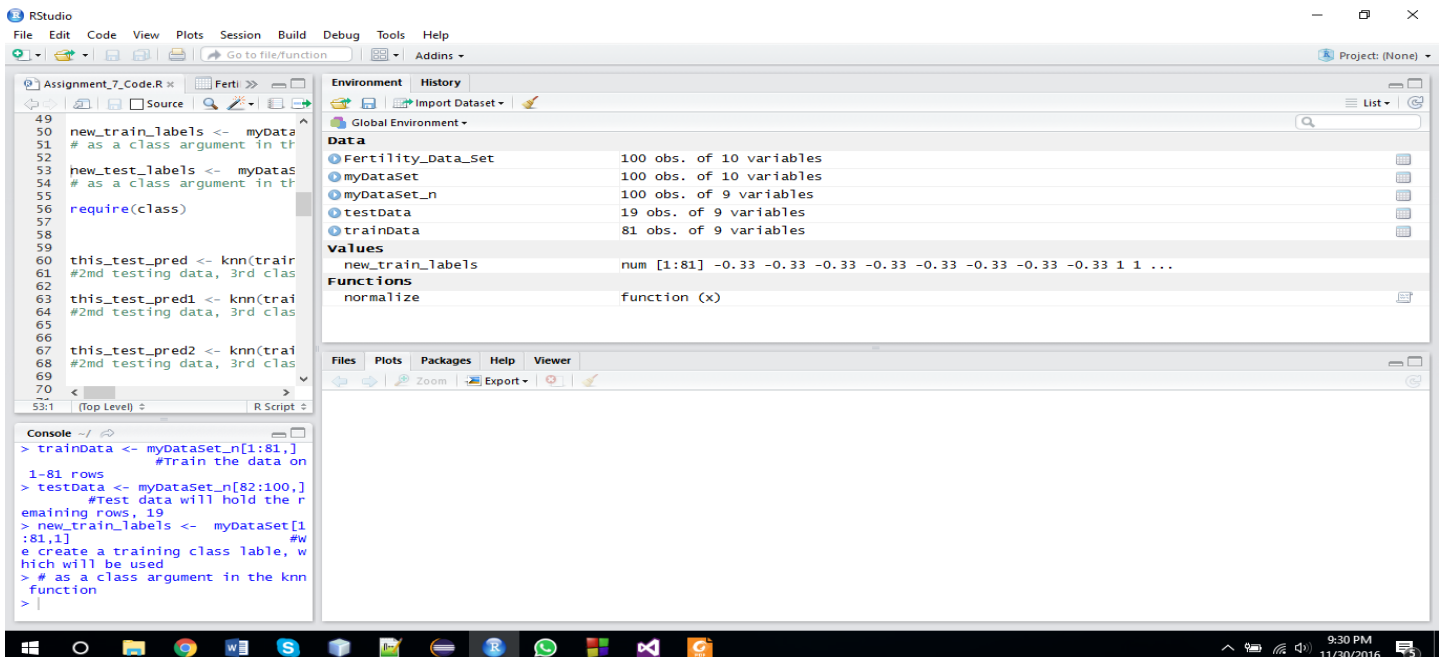 RStudio
File Edit Code View Plots Session Build Debug Tools Help
Go to file/function Addins
Project: (None)
Assignment_7_Code.R Ferti
Source
49
50 new_train_labels <- myData
51 # as a class argument in th
52
53 new_test_labels <- myDataS
54 # as a class argument in th
55
56 require(class)
57
58
59
60 this_test_pred <- knn(train
61 #2md testing data, 3rd clas
62
63 this_test_pred1 <- knn(trai
64 #2md testing data, 3rd clas
65
66
67 this_test_pred2 <- knn(trai
68 #2md testing data, 3rd clas
69
70
53:1 (Top Level) R Script
Console ~/
> trainData <- myDataSet_n[1:81,]
#Train the data on
1-81 rows
> testData <- myDataSet_n[82:100,]
#Test data will hold the r
emaining rows, 19
> new_train_labels <- myDataSet[1
:81,1] #w
e create a training class lable, w
hich will be used
> # as a class argument in the knn
function
>
Environment History
Import Dataset List
Global Environment
Data
Fertility_Data_Set 100 obs. of 10 variables
myDataSet 100 obs. of 10 variables
myDataSet_n 100 obs. of 9 variables
testData 19 obs. of 9 variables
trainData 81 obs. of 9 variables
Values
new_train_labels num [1:81] -0.33 -0.33 -0.33 -0.33 -0.33 -0.33 -0.33 -0.33 1 1 ...
Functions
normalize function (x)
Files Plots Packages Help Viewer
Zoom Export
9:30 PM
11/30/2016